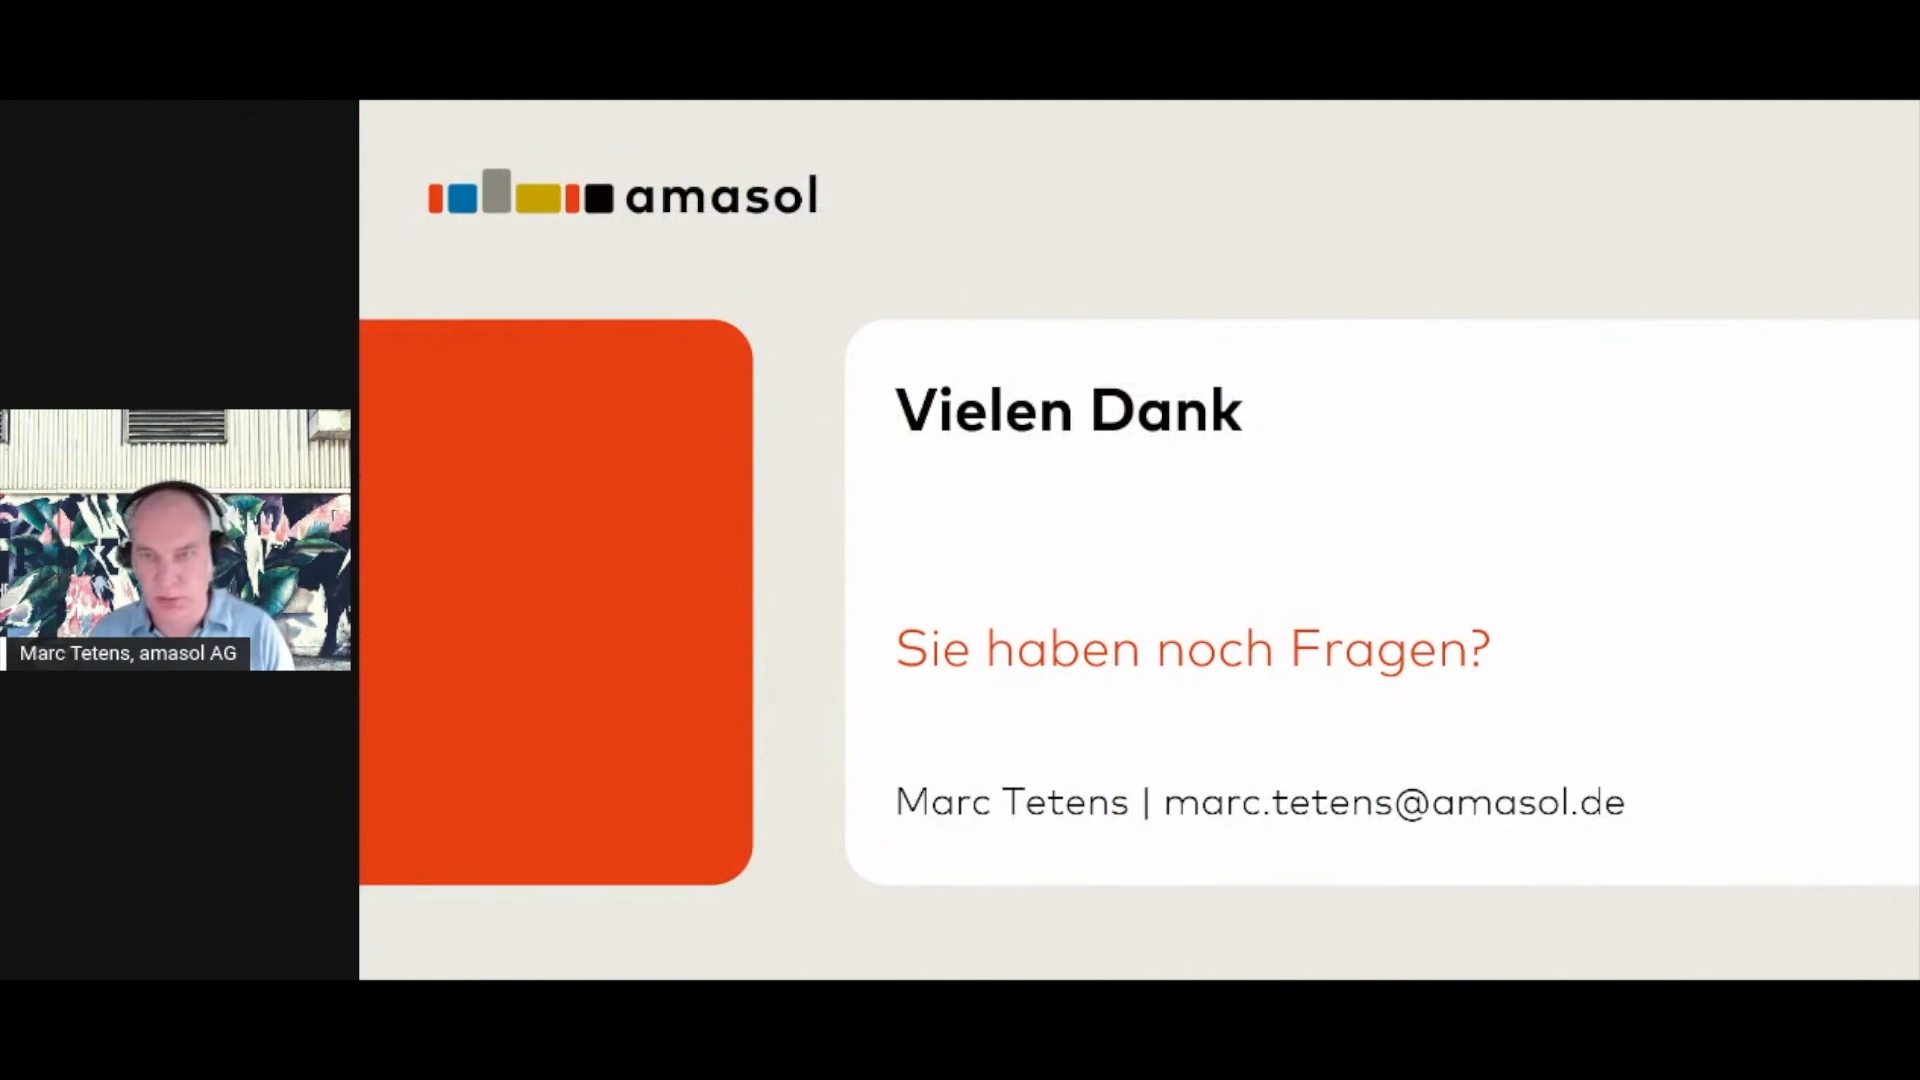 amasol
Vielen Dank
Sie haben noch Fragen?
Marc Tetens | marc.tetens@amasol.de
Marc Tetens, amasol AG